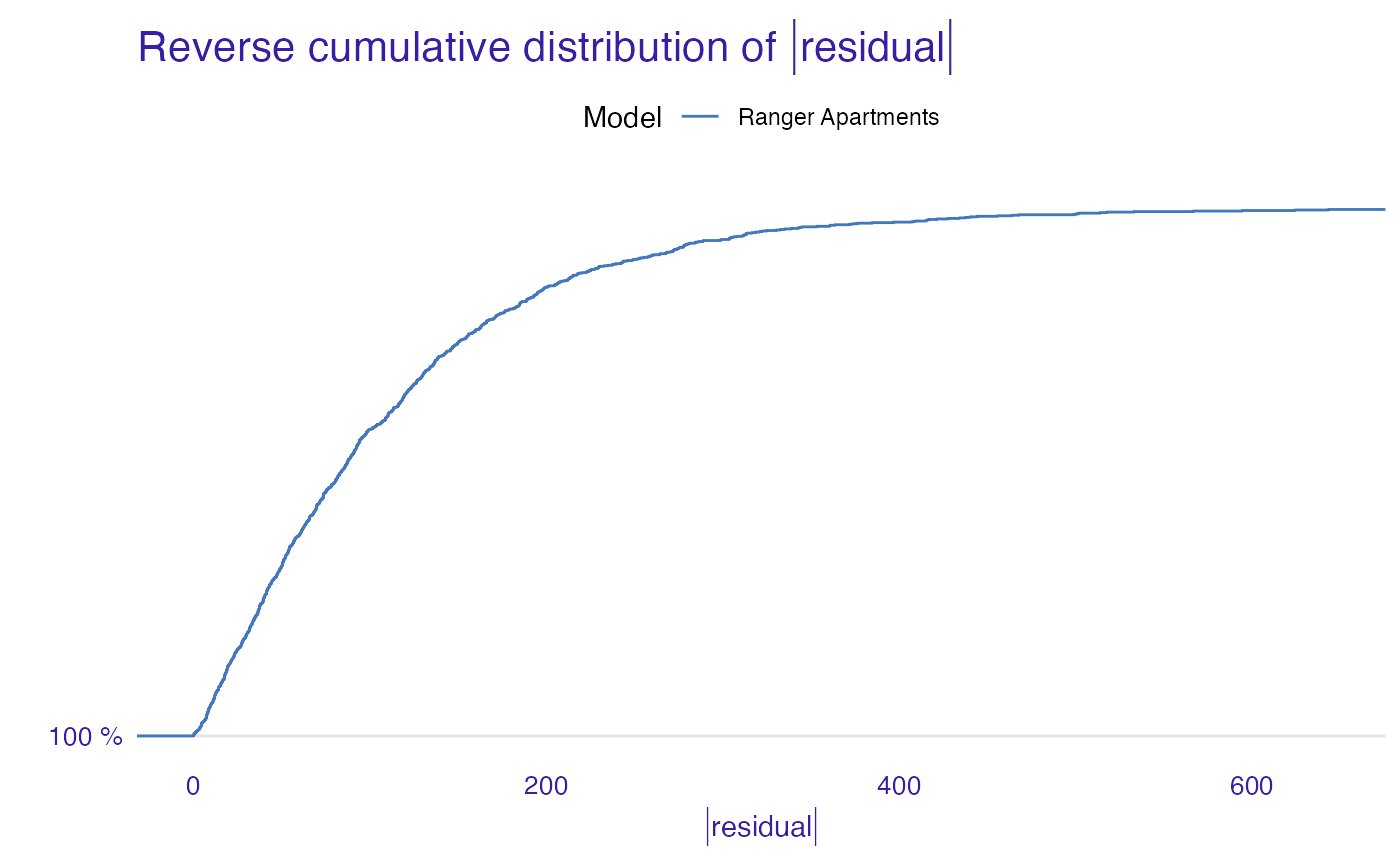 Reverse cumulative distribution of |residual|
Model Ranger Apartments
100 %
0 200 400 600
|residual|